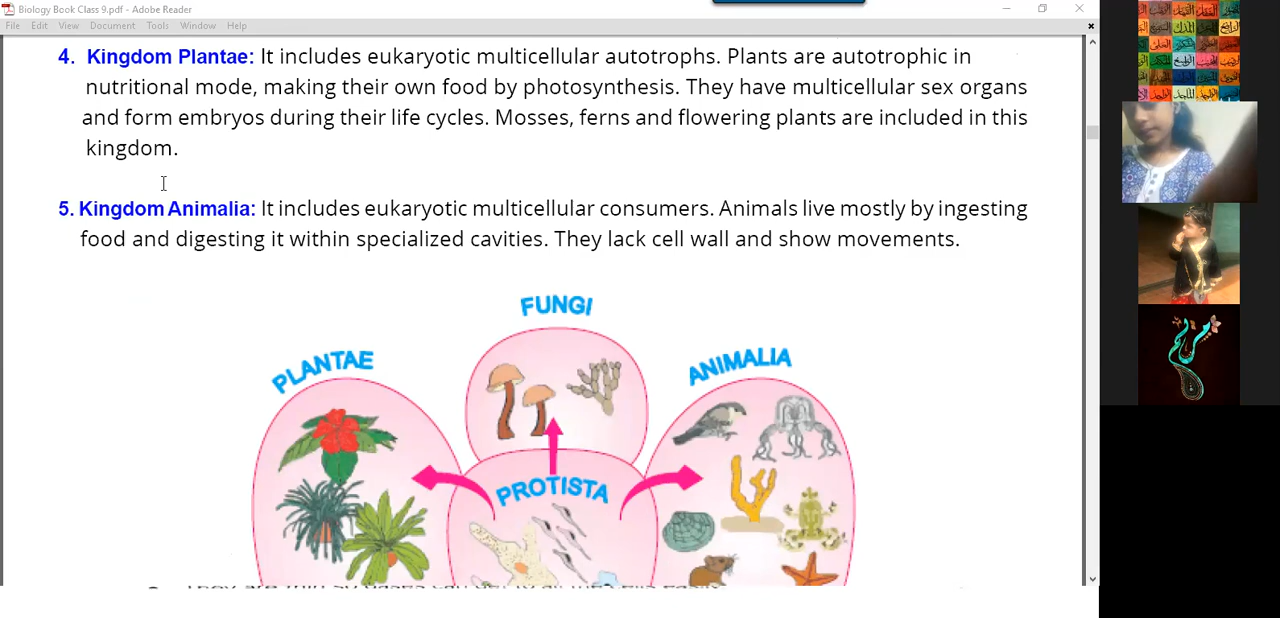 Biology Book Class 9.pdf - Adobe Reader
File Edit View Document Tools Window Help
4. Kingdom Plantae: It includes eukaryotic multicellular autotrophs. Plants are autotrophic in
nutritional mode, making their own food by photosynthesis. They have multicellular sex organs
and form embryos during their life cycles. Mosses, ferns and flowering plants are included in this
kingdom.
5. Kingdom Animalia: It includes eukaryotic multicellular consumers. Animals live mostly by ingesting
food and digesting it within specialized cavities. They lack cell wall and show movements.
FUNGI
PLANTAE
ANIMALIA
PROTISTA